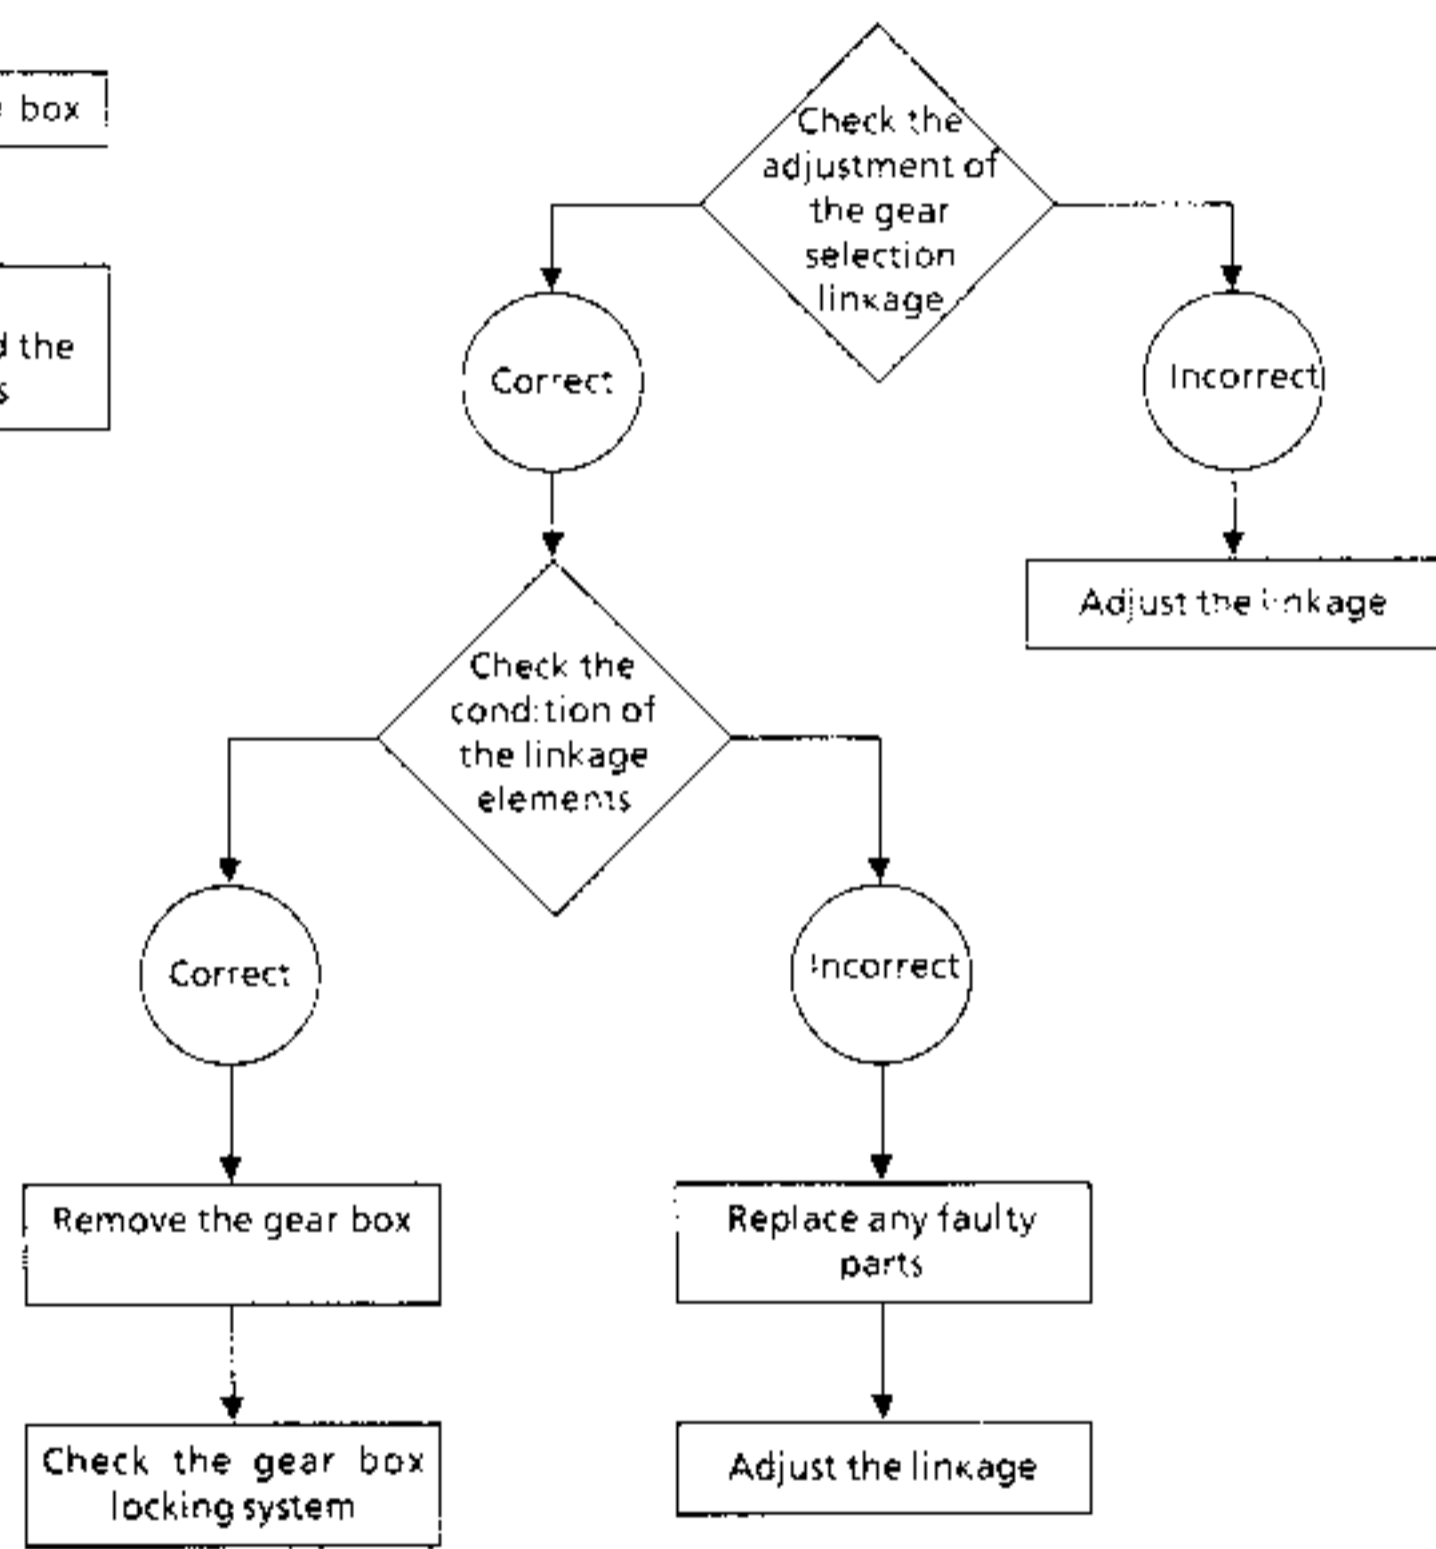 box
Check the
adjustment of
the gear
selection
linkage
Correct
Incorrect
the
Adjust the linkage
Check the
condition of
the linkage
elements
Correct
Incorrect
Remove the gear box
Replace any faulty
parts
Check the gear box
locking system
Adjust the linkage